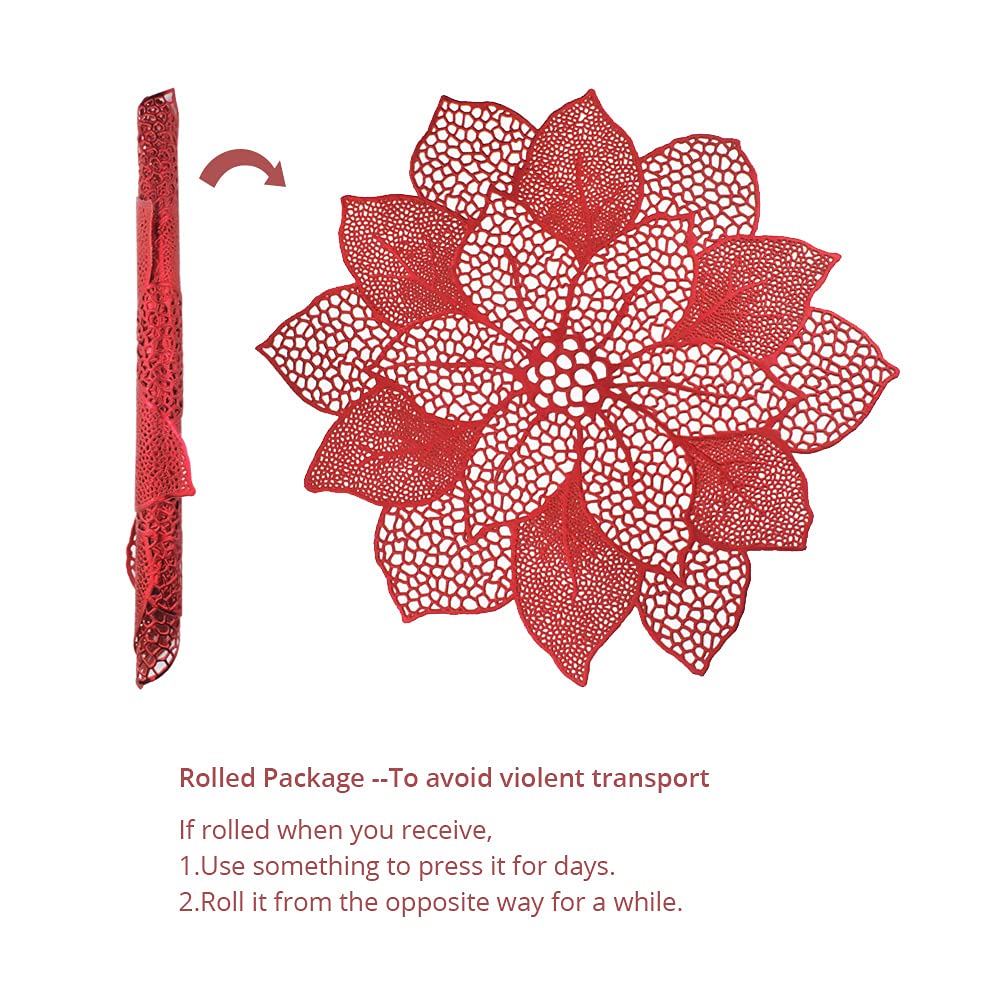 Rolled Package --To avoid violent transport
If rolled when you receive,
1.Use something to press it for days.
2.Roll it from the opposite way for a while.